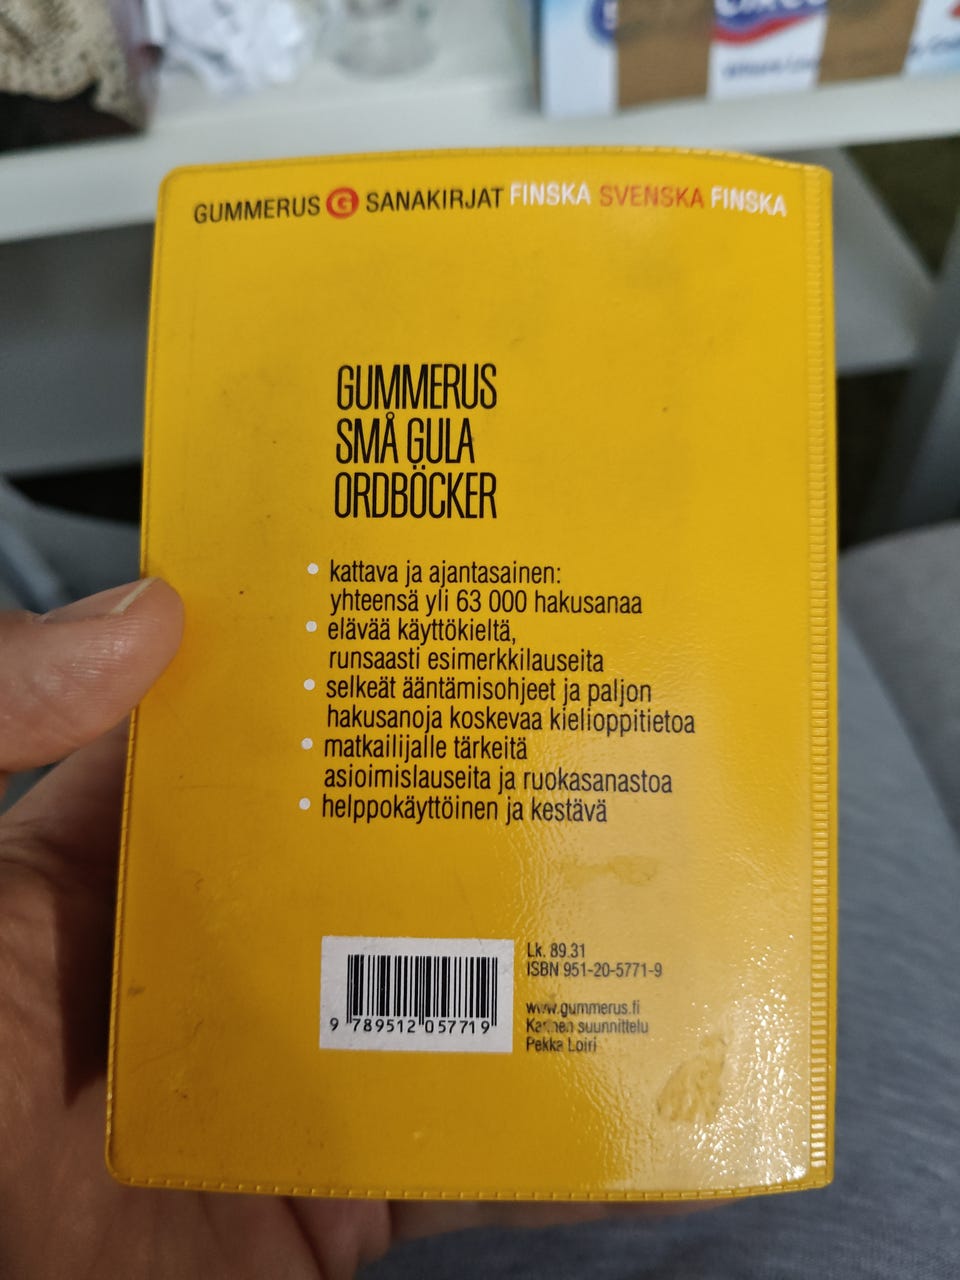 GUMMERUS G SANAKIRJAT FINSKA SVENSKA FINSKA
GUMMERUS
SMÅ GULA
ORDBÖCKER
• kattava ja ajantasainen:
yhteensä yli 63 000 hakusanaa
• elävää käyttökieltä,
runsaasti esimerkkilauseita
• selkeät ääntämisohjeet ja paljon
hakusanoja koskevaa kielioppitietoa
• matkailijalle tärkeitä
asioimislauseita ja ruokasanastoa
• helppokäyttöinen ja kestävä
Lk. 89.31
ISBN 951-20-5771-9
www.gummerus.fi
Kannen suunnittelu
Pekka Loiri
9 789512 057719